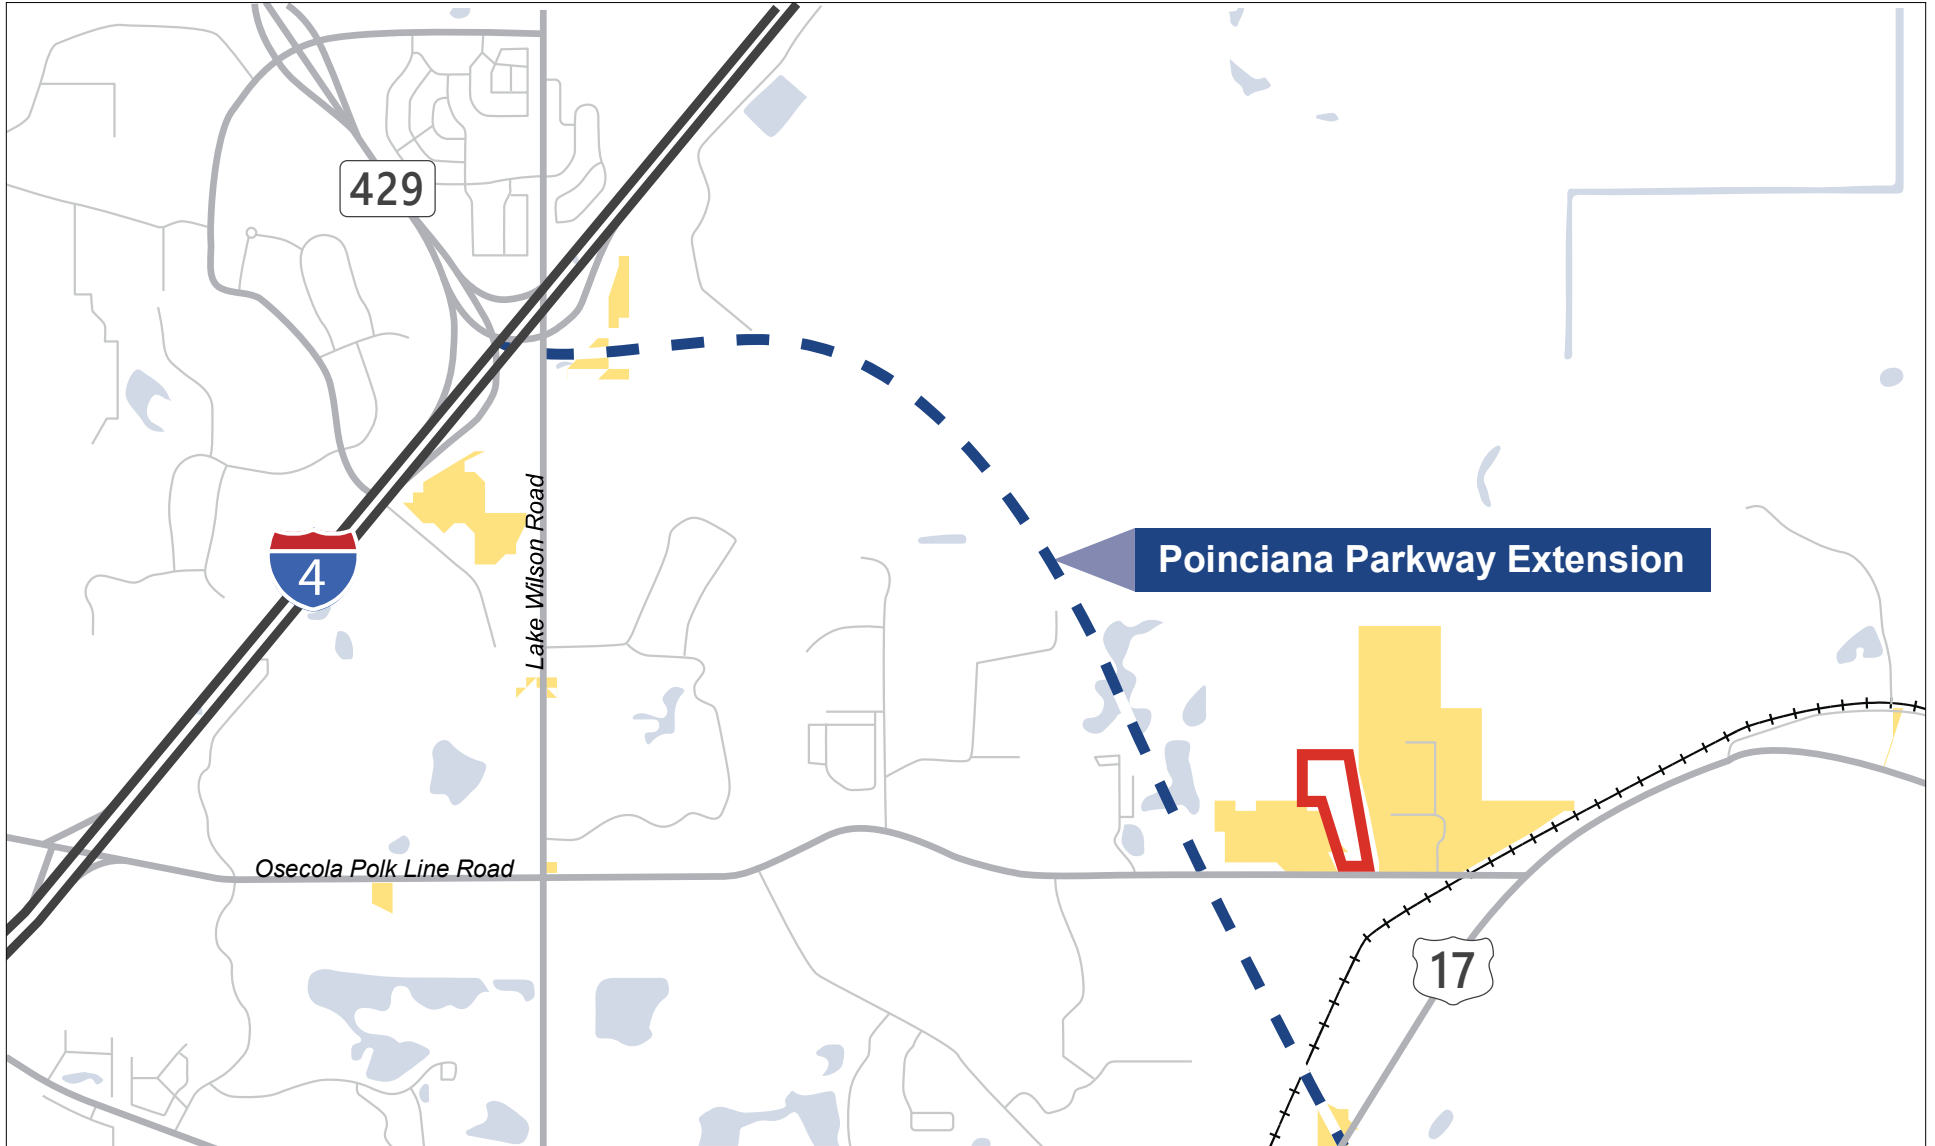 429
Lake Wilson Road
Poinciana Parkway Extension
4
Osecola Polk Line Road
17